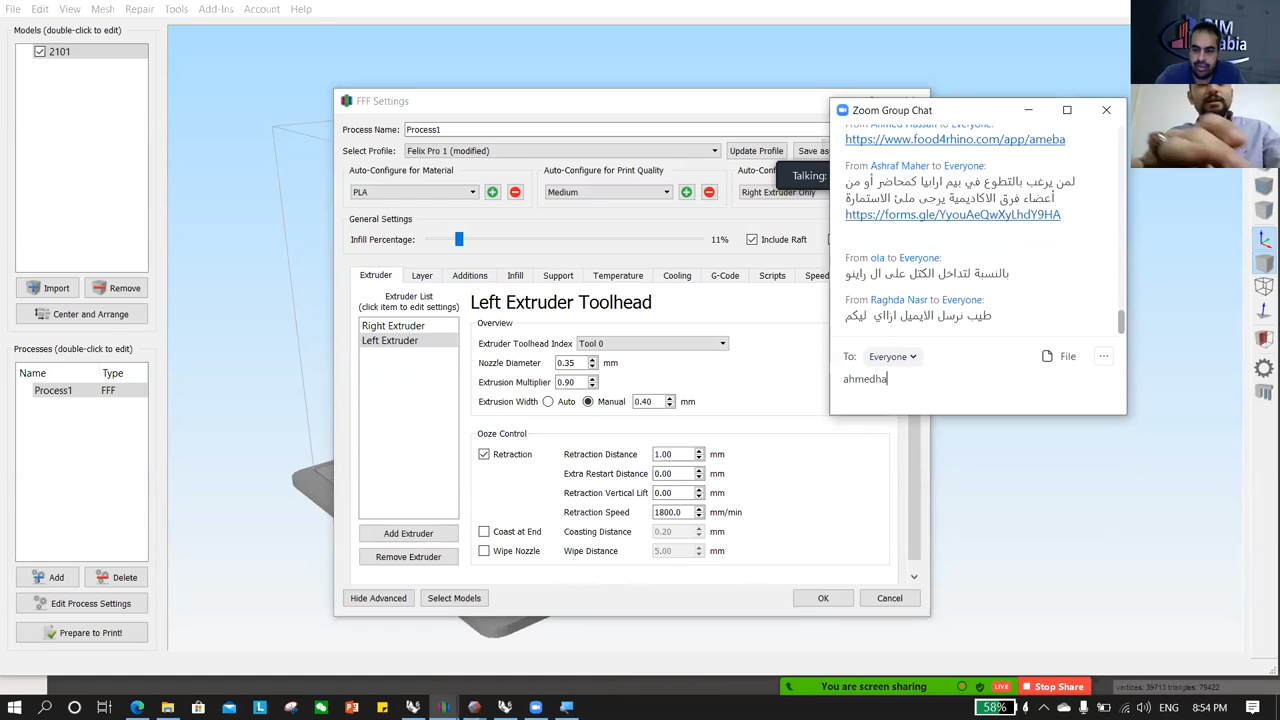 File Edit View Mesh Repair Tools Add-Ins Account Help
Models (double-click to edit)
2101
Import
Remove
Center and Arrange
Processes (double-click to edit)
Name Type
Process1 FFF
Add
Delete
Edit Process Settings
Prepare to Print!
FFF Settings
Process Name: Process1
Select Profile: Felix Pro 1 (modified) Update Profile Save as
Talking:
Auto-Configure for Material
PLA
Auto-Configure for Print Quality
Medium
Right Extruder Only
General Settings
Infill Percentage: 11% Include Raft
Extruder Layer Additions Infill Support Temperature Cooling G-Code Scripts Speed
Extruder List
(click item to edit settings)
Right Extruder
Left Extruder
Add Extruder
Remove Extruder
Left Extruder Toolhead
Overview
Extruder Toolhead Index Tool 0
Nozzle Diameter 0.35 mm
Extrusion Multiplier 0.90
Extrusion Width Auto Manual 0.40 mm
Ooze Control
Retraction
Retraction Distance 1.00 mm
Extra Restart Distance 0.00 mm
Retraction Vertical Lift 0.00 mm
Retraction Speed 1800.0 mm/min
Coast at End Coasting Distance 0.20 mm
Wipe Nozzle Wipe Distance 5.00 mm
Hide Advanced Select Models OK Cancel
Zoom Group Chat
https://www.food4rhino.com/app/ameba
From Ashraf Maher to Everyone:
لمن يرغب بالتطوع في بيم ارابيا كمحاضر أو من
أعضاء فرق الاكاديمية يرجى ملئ الاستمارة
https://forms.gle/YyouAeQwXyLhdY9HA
From ola to Everyone:
بالنسبة لتداخل الكتل على ال راينو
From Raghda Nasr to Everyone:
طيب نرسل الايميل ازااي ليكم
To: Everyone File
ahmedha
You are screen sharing LIVE Stop Share
vertices: 39713 triangles: 79422
58% ENG 8:54 PM